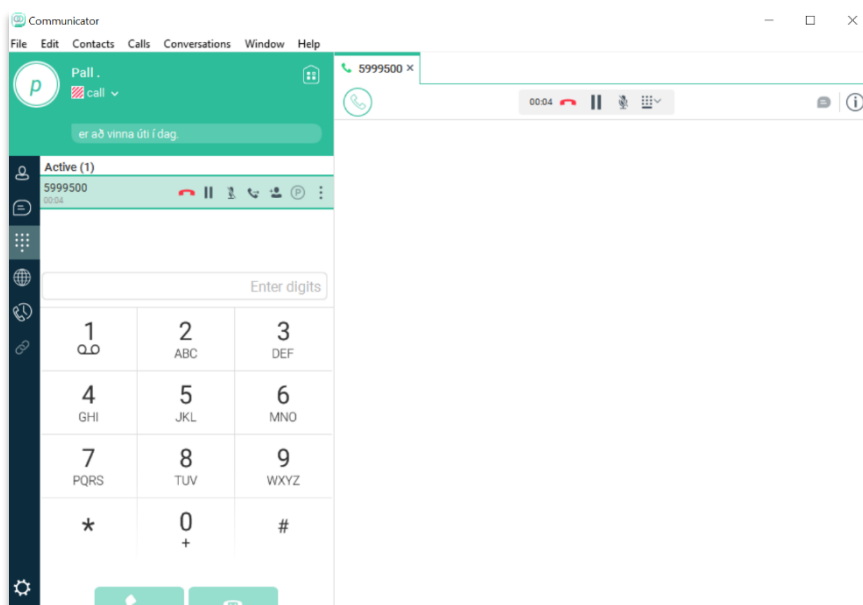 Communicator
File Edit Contacts Calls Conversations Window Help
p
Pall .
call
er að vinna úti í dag.
5999500 ×
00:04
Active (1)
5999500
00:04
P
Enter digits
1 2 3
ABC DEF
4 5 6
GHI JKL MNO
7 8 9
PQRS TUV WXYZ
* 0 #
+